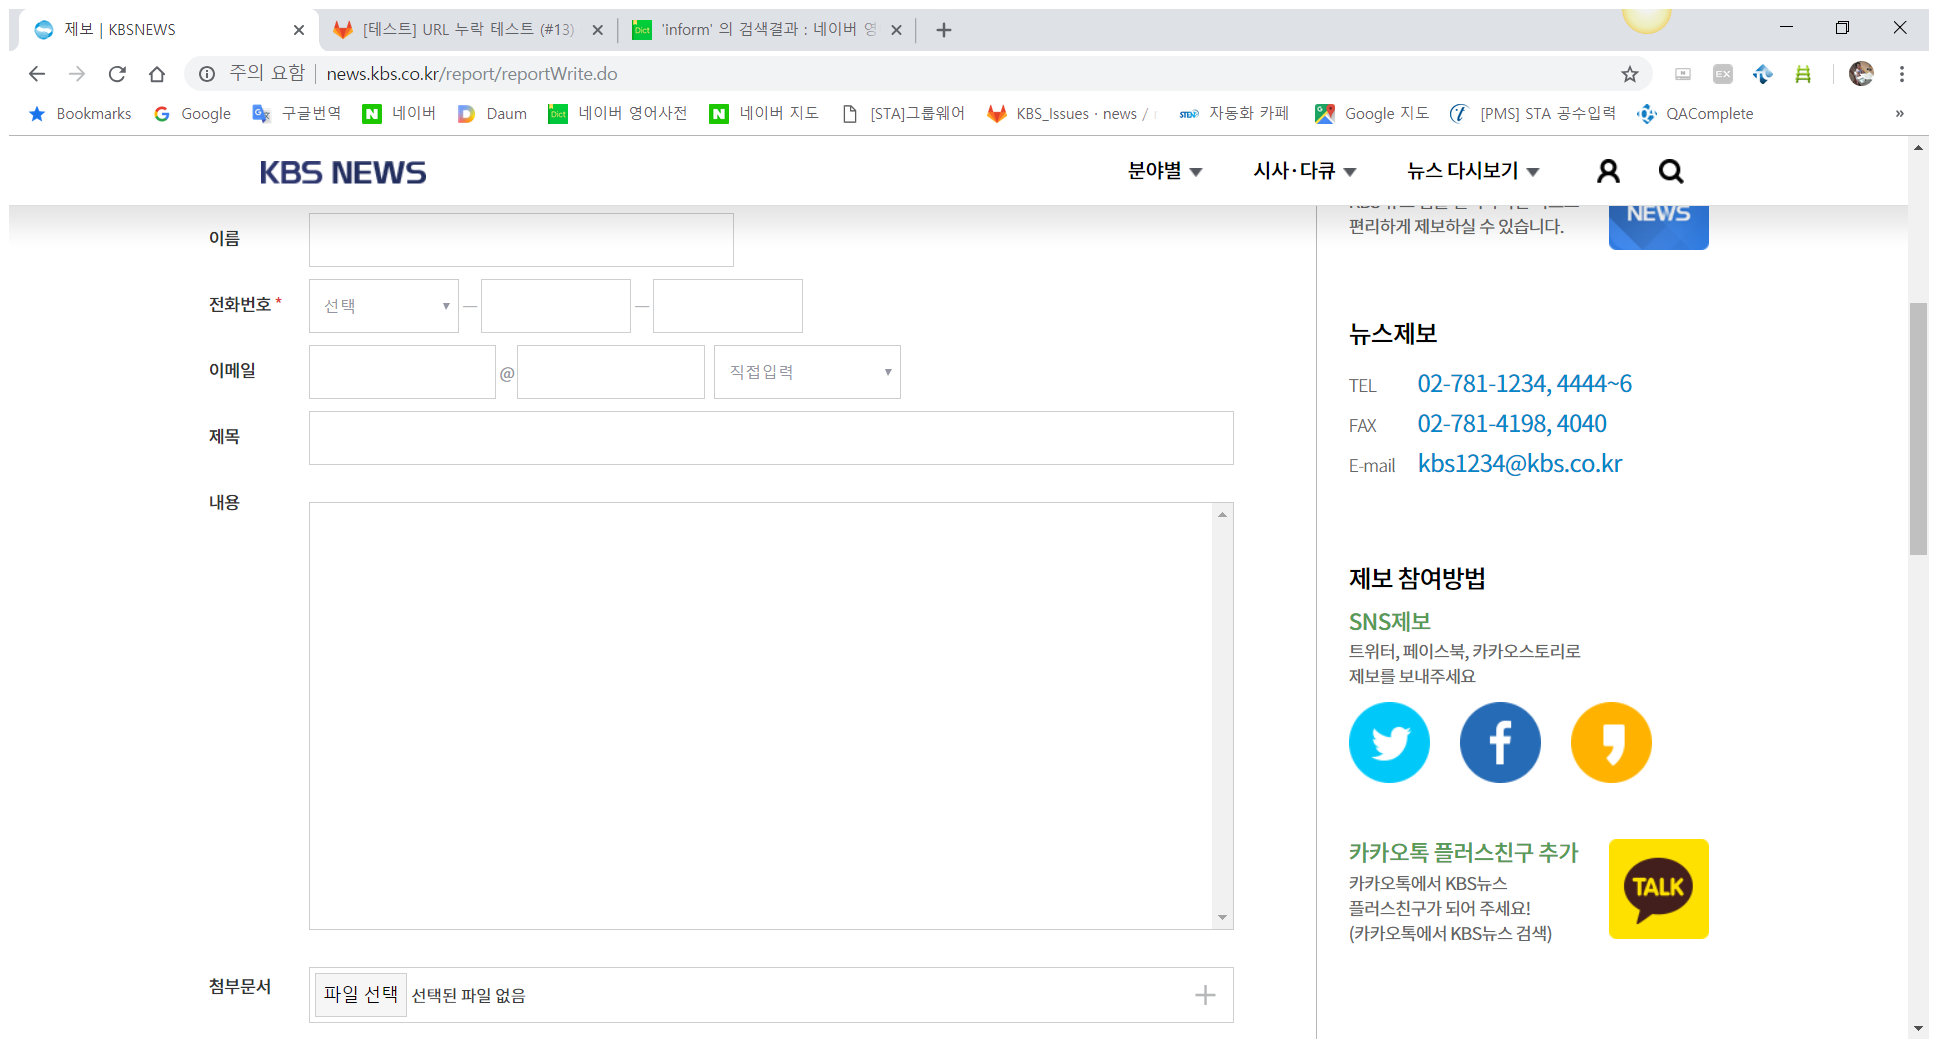 제보 | KBSNEWS
[테스트] URL 누락 테스트 (#13)
'inform' 의 검색결과 : 네이버 영
주의 요함 | news.kbs.co.kr/report/reportWrite.do
EX
Bookmarks Google 구글번역 네이버 Daum 네이버 영어사전 네이버 지도 [STA]그룹웨어 KBS_Issues · news / 자동화 카페 Google 지도 [PMS] STA 공수입력 QAComplete »
KBS NEWS
분야별 시사·다큐 뉴스 다시보기
이름
전화번호 *
선택
이메일
@
직접입력
제목
내용
첨부문서
파일 선택 선택된 파일 없음
NEWS
편리하게 제보하실 수 있습니다.
뉴스제보
TEL 02-781-1234, 4444~6
FAX 02-781-4198, 4040
E-mail kbs1234@kbs.co.kr
제보 참여방법
SNS제보
트위터, 페이스북, 카카오스토리로
제보를 보내주세요
카카오톡 플러스친구 추가
카카오톡에서 KBS뉴스
플러스친구가 되어 주세요!
(카카오톡에서 KBS뉴스 검색)
TALK